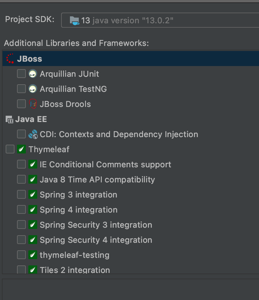 Project SDK: 13 java version "13.0.2"
Additional Libraries and Frameworks:
JBoss
Arquillian JUnit
Arquillian TestNG
JBoss Drools
Java EE
CDI: Contexts and Dependency Injection
Thymeleaf
IE Conditional Comments support
Java 8 Time API compatibility
Spring 3 integration
Spring 4 integration
Spring Security 3 integration
Spring Security 4 integration
thymeleaf-testing
Tiles 2 integration